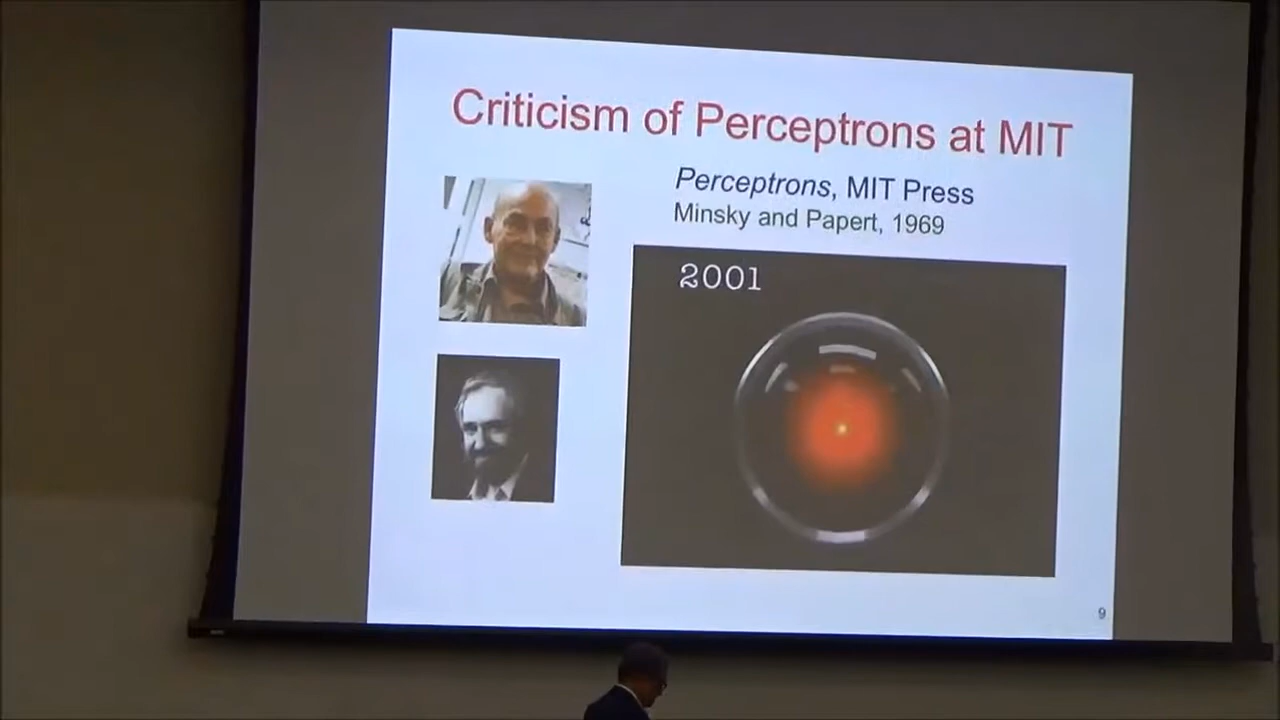 Criticism of Perceptrons at MIT
Perceptrons, MIT Press
Minsky and Papert, 1969
2001
9